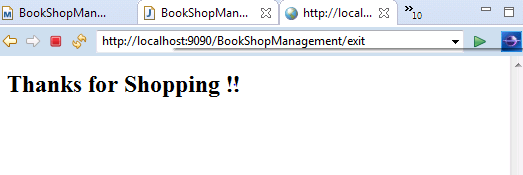 BookShopMan... BookShopMan... http://local... 10
http://localhost:9090/BookShopManagement/exit
Thanks for Shopping !!